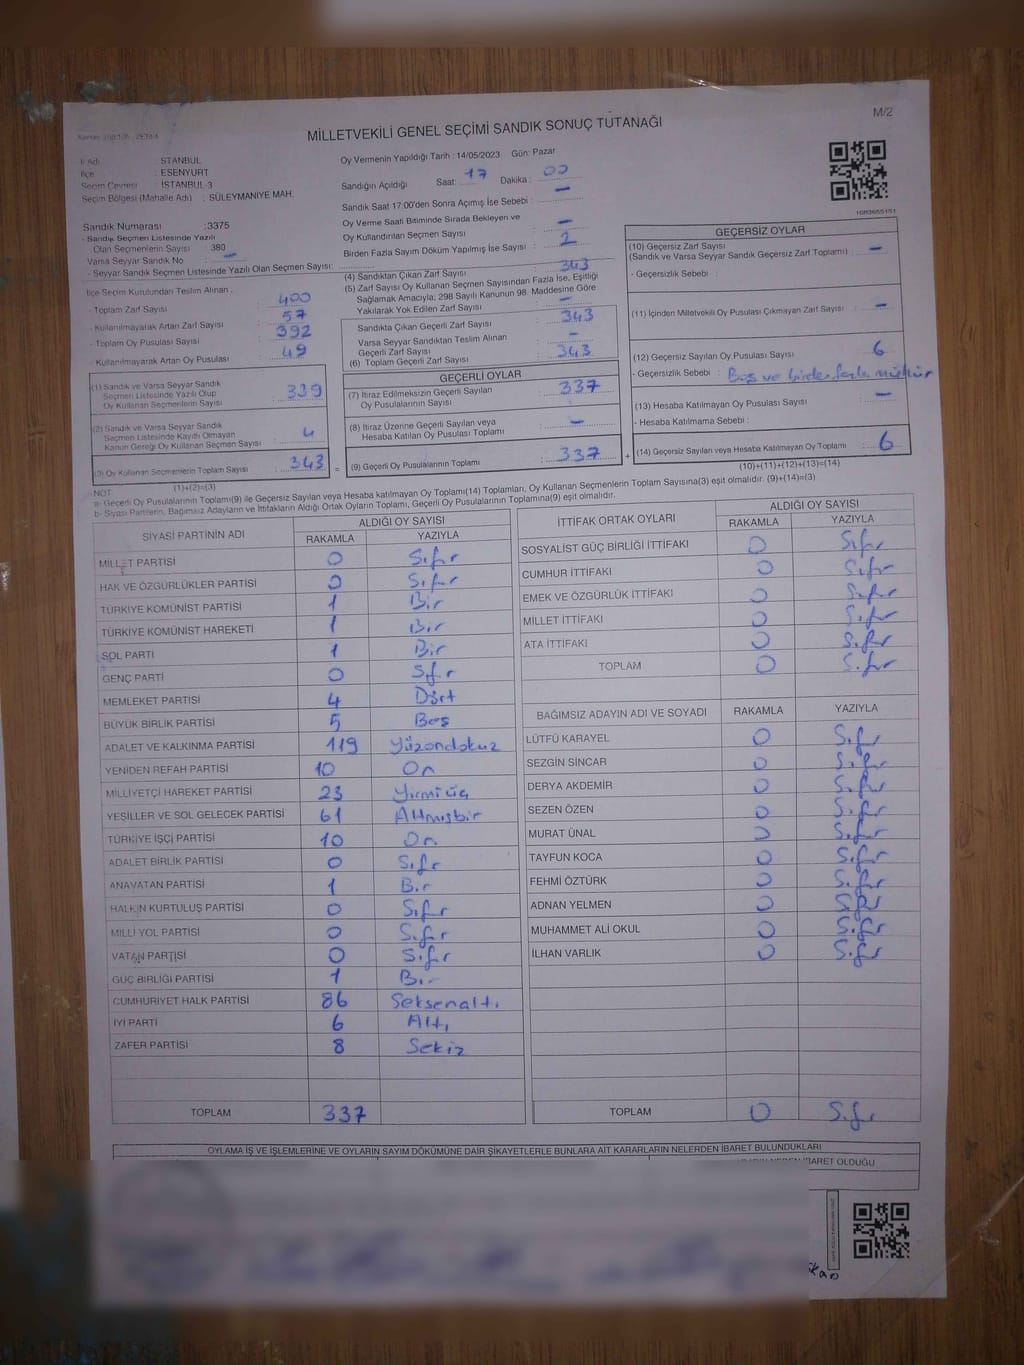 M/2
MİLLETVEKİLİ GENEL SEÇİMİ SANDIK SONUÇ TUTANAĞI
İl Adı : İSTANBUL
İlçe : ESENYURT
Seçim Çevresi : İSTANBUL-3
Seçim Bölgesi (Mahalle Adı) : SÜLEYMANİYE MAH.
Sandık Numarası :3375
- Sandık Seçmen Listesinde Yazılı
Olan Seçmenlerin Sayısı : 380
Varsa Seyyar Sandık No : –
- Seyyar Sandık Seçmen Listesinde Yazılı Olan Seçmen Sayısı:
Oy Vermenin Yapıldığı Tarih : 14/05/2023 Gün: Pazar
Sandığın Açıldığı Saat: 17 Dakika : 00
Sandık Saat 17:00'den Sonra Açımış İse Sebebi : –
Oy Verme Saati Bitiminde Sırada Bekleyen ve
Oy Kullandırılan Seçmen Sayısı : –
Birden Fazla Sayım Döküm Yapılmış İse Sayısı : 2
İlçe Seçim Kurulundan Teslim Alınan :
- Toplam Zarf Sayısı : 400
- Kullanılmayarak Artan Zarf Sayısı : 57
- Toplam Oy Pusulası Sayısı : 392
- Kullanılmayarak Artan Oy Pusulası : 49
(1) Sandık ve Varsa Seyyar Sandık
Seçmen Listesinde Yazılı Olup
Oy Kullanan Seçmenlerin Sayısı : 339
(2) Sandık ve Varsa Seyyar Sandık
Seçmen Listesinde Kayıtlı Olmayan
Kanun Gereği Oy Kullanan Seçmen Sayısı : 4
(3) Oy Kullanan Seçmenlerin Toplam Sayısı : 343
(1)+(2)=(3)
(4) Sandıktan Çıkan Zarf Sayısı : 343
(5) Zarf Sayısı Oy Kullanan Seçmen Sayısından Fazla İse, Eşitliği
Sağlamak Amacıyla; 298 Sayılı Kanunun 98. Maddesine Göre
Yakılarak Yok Edilen Zarf Sayısı : –
Sandıkta Çıkan Geçerli Zarf Sayısı : 343
Varsa Seyyar Sandıktan Teslim Alınan
Geçerli Zarf Sayısı : –
(6) Toplam Geçerli Zarf Sayısı : 343
GEÇERLİ OYLAR
(7) İtiraz Edilmeksizin Geçerli Sayılan
Oy Pusulalarının Sayısı : 337
(8) İtiraz Üzerine Geçerli Sayılan veya
Hesaba Katılan Oy Pusulası Toplamı : –
= (9) Geçerli Oy Pusulalarının Toplamı : 337
1083655151
GEÇERSİZ OYLAR
(10) Geçersiz Zarf Sayısı
(Sandık ve Varsa Seyyar Sandık Geçersiz Zarf Toplamı) : –
- Geçersizlik Sebebi :
(11) İçinden Milletvekili Oy Pusulası Çıkmayan Zarf Sayısı : –
(12) Geçersiz Sayılan Oy Pusulası Sayısı : 6
- Geçersizlik Sebebi : Boş ve birden fazla mühür
(13) Hesaba Katılmayan Oy Pusulası Sayısı : –
- Hesaba Katılmama Sebebi :
+ (14) Geçersiz Sayılan veya Hesaba Katılmayan Oy Toplamı : 6
(10)+(11)+(12)+(13)=(14)
NOT
a- Geçerli Oy Pusulalarının Toplamı(9) ile Geçersiz Sayılan veya Hesaba katılmayan Oy Toplamı(14) Toplamları, Oy Kullanan Seçmenlerin Toplam Sayısına(3) eşit olmalıdır. (9)+(14)=(3)
b- Siyasi Partilerin, Bağımsız Adayların ve İttifakların Aldığı Ortak Oyların Toplamı, Geçerli Oy Pusulalarının Toplamına(9) eşit olmalıdır.
SİYASİ PARTİNİN ADI ALDIĞI OY SAYISI
RAKAMLA YAZIYLA
MİLLET PARTİSİ 0 Sıfır
HAK VE ÖZGÜRLÜKLER PARTİSİ 0 Sıfır
TÜRKİYE KOMÜNİST PARTİSİ 1 Bir
TÜRKİYE KOMÜNİST HAREKETİ 1 Bir
SOL PARTİ 1 Bir
GENÇ PARTİ 0 Sıfır
MEMLEKET PARTİSİ 4 Dört
BÜYÜK BİRLİK PARTİSİ 5 Beş
ADALET VE KALKINMA PARTİSİ 119 Yüzondokuz
YENİDEN REFAH PARTİSİ 10 On
MİLLİYETÇİ HAREKET PARTİSİ 23 Yirmiüç
YEŞİLLER VE SOL GELECEK PARTİSİ 61 Altmışbir
TÜRKİYE İŞÇİ PARTİSİ 10 On
ADALET BİRLİK PARTİSİ 0 Sıfır
ANAVATAN PARTİSİ 1 Bir
HALKIN KURTULUŞ PARTİSİ 0 Sıfır
MİLLİ YOL PARTİSİ 0 Sıfır
VATAN PARTİSİ 0 Sıfır
GÜÇ BİRLİĞİ PARTİSİ 1 Bir
CUMHURİYET HALK PARTİSİ 86 Seksenaltı
İYİ PARTİ 6 Altı
ZAFER PARTİSİ 8 Sekiz
TOPLAM 337
İTTİFAK ORTAK OYLARI ALDIĞI OY SAYISI
RAKAMLA YAZIYLA
SOSYALİST GÜÇ BİRLİĞİ İTTİFAKI 0 Sıfır
CUMHUR İTTİFAKI 0 Sıfır
EMEK VE ÖZGÜRLÜK İTTİFAKI 0 Sıfır
MİLLET İTTİFAKI 0 Sıfır
ATA İTTİFAKI 0 Sıfır
TOPLAM 0 Sıfır
BAĞIMSIZ ADAYIN ADI VE SOYADI RAKAMLA YAZIYLA
LÜTFÜ KARAYEL 0 Sıfır
SEZGİN SİNCAR 0 Sıfır
DERYA AKDEMİR 0 Sıfır
SEZEN ÖZEN 0 Sıfır
MURAT ÜNAL 0 Sıfır
TAYFUN KOCA 0 Sıfır
FEHMİ ÖZTÜRK 0 Sıfır
ADNAN YELMEN 0 Sıfır
MUHAMMET ALİ OKUL 0 Sıfır
İLHAN VARLIK 0 Sıfır
TOPLAM 0 Sıfır
OYLAMA İŞ VE İŞLEMLERİNE VE OYLARIN SAYIM DÖKÜMÜNE DAİR ŞİKAYETLERLE BUNLARA AİT KARARLARIN NELERDEN İBARET BULUNDUKLARI
İBARET OLDUĞU